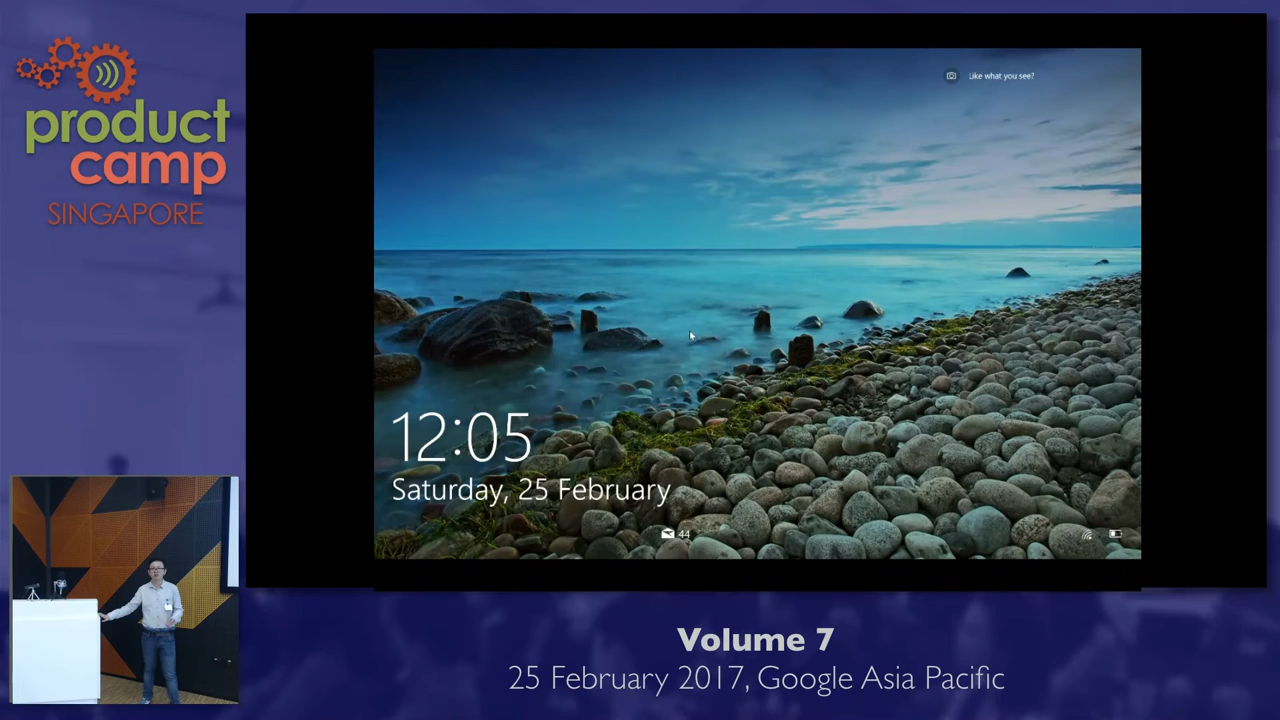 product
camp
SINGAPORE
Like what you see?
12:05
Saturday, 25 February
44
Volume 7
25 February 2017, Google Asia Pacific